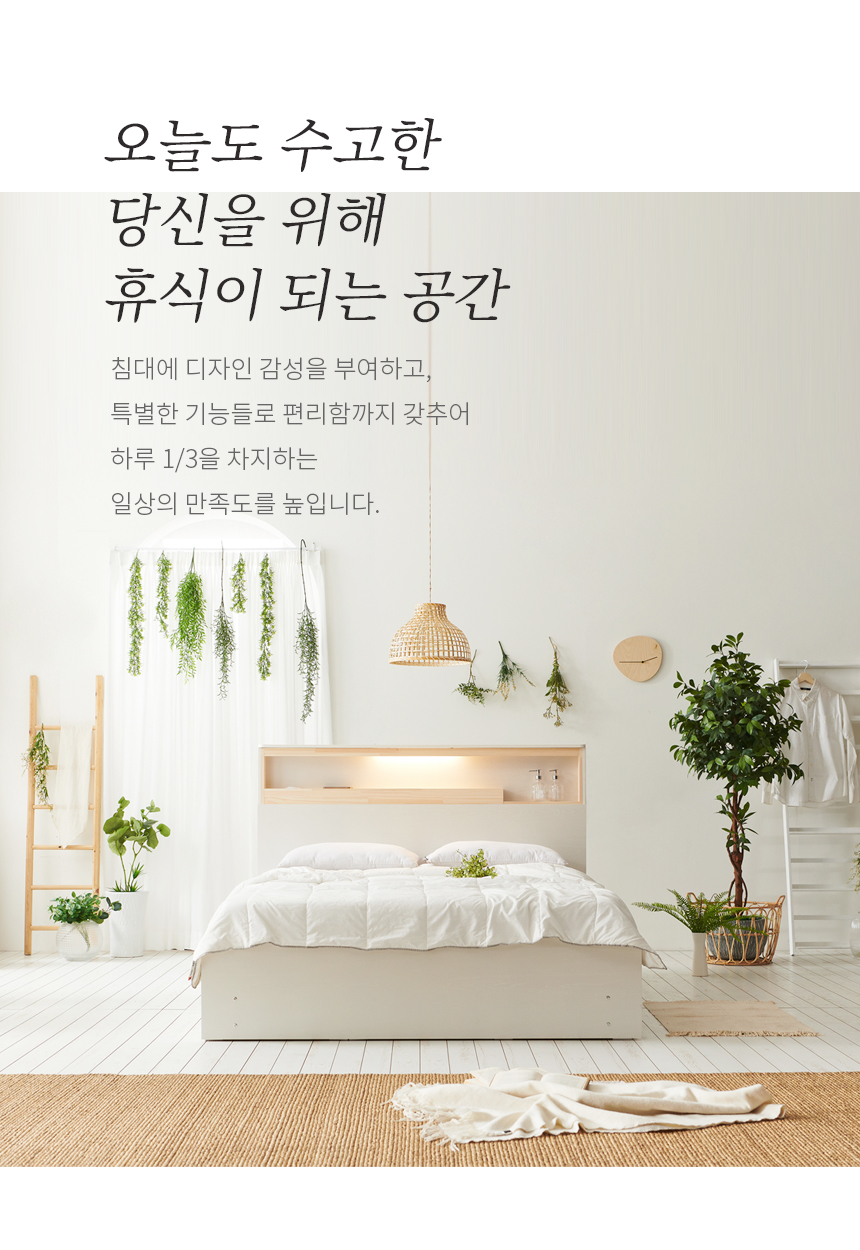 오늘도 수고한
당신을 위해
휴식이 되는 공간
침대에 디자인 감성을 부여하고,
특별한 기능들로 편리함까지 갖추어
하루 1/3을 차지하는
일상의 만족도를 높입니다.